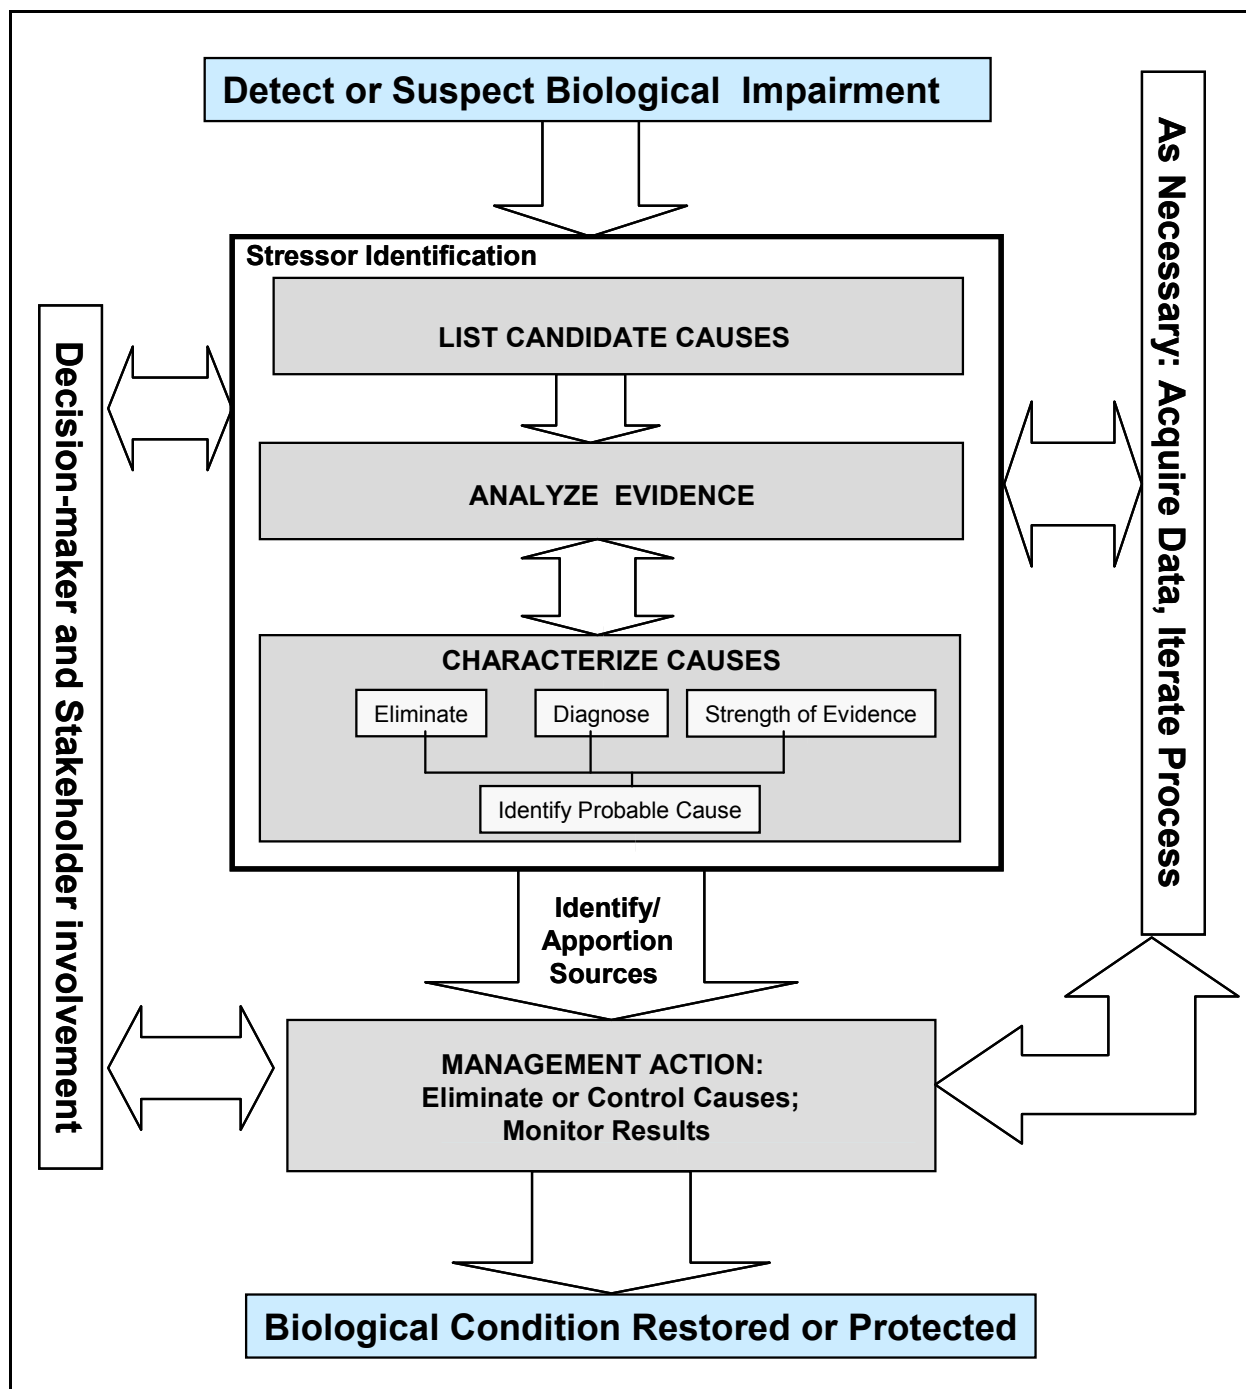 Detect or Suspect Biological Impairment
Stressor Identification
LIST CANDIDATE CAUSES
ANALYZE EVIDENCE
CHARACTERIZE CAUSES
Eliminate
Diagnose
Strength of Evidence
Identify Probable Cause
Identify/
Apportion
Sources
MANAGEMENT ACTION:
Eliminate or Control Causes;
Monitor Results
Biological Condition Restored or Protected
Decision-maker and Stakeholder involvement
As Necessary: Acquire Data, Iterate Process